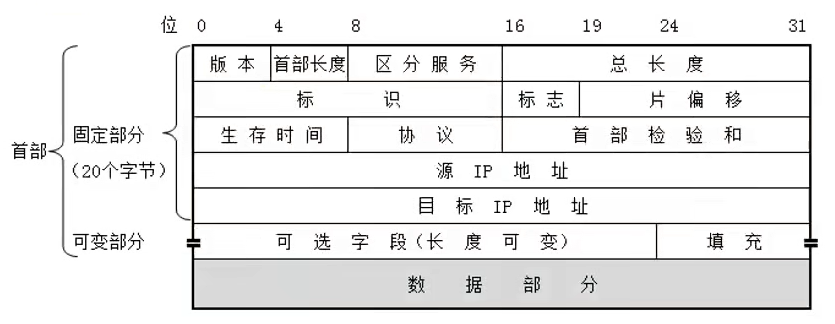 位 0 4 8 16 19 24 31
版 本 首部长度 区 分 服 务 总 长 度
标 识 标 志 片 偏 移
生 存 时 间 协 议 首 部 检 验 和
源 IP 地 址
目 标 IP 地 址
可 选 字 段(长 度 可 变) 填 充
数 据 部 分
首部
固定部分
(20个字节)
可变部分